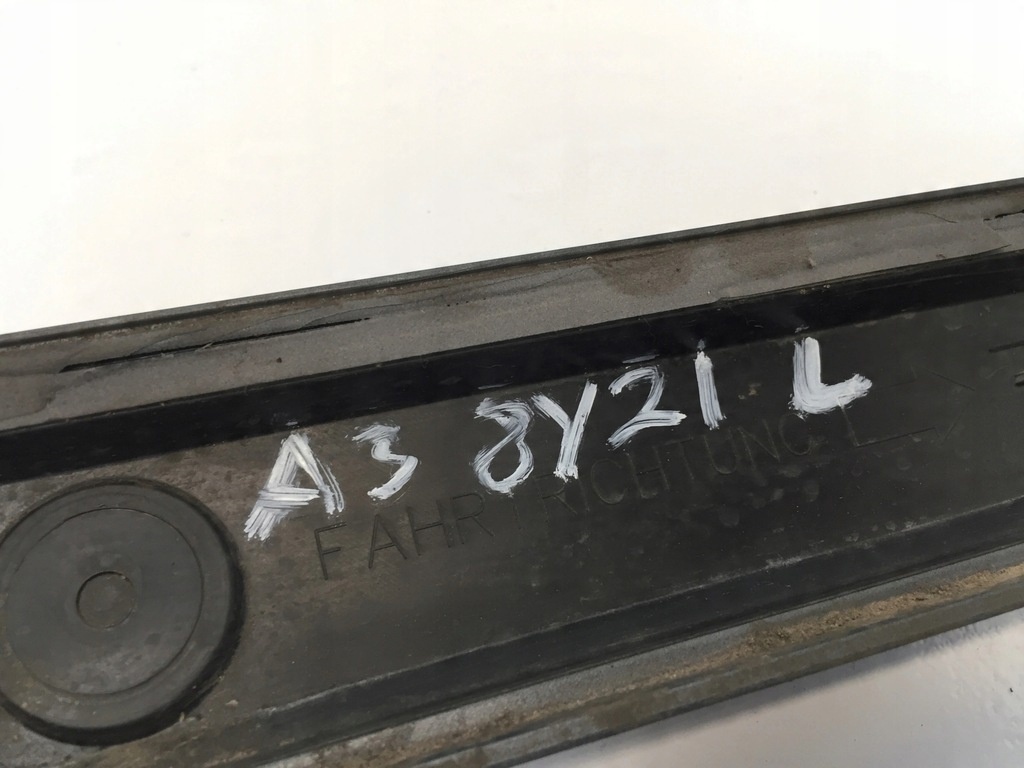 A3 8Y21 L
FAHRTRICHTUNG